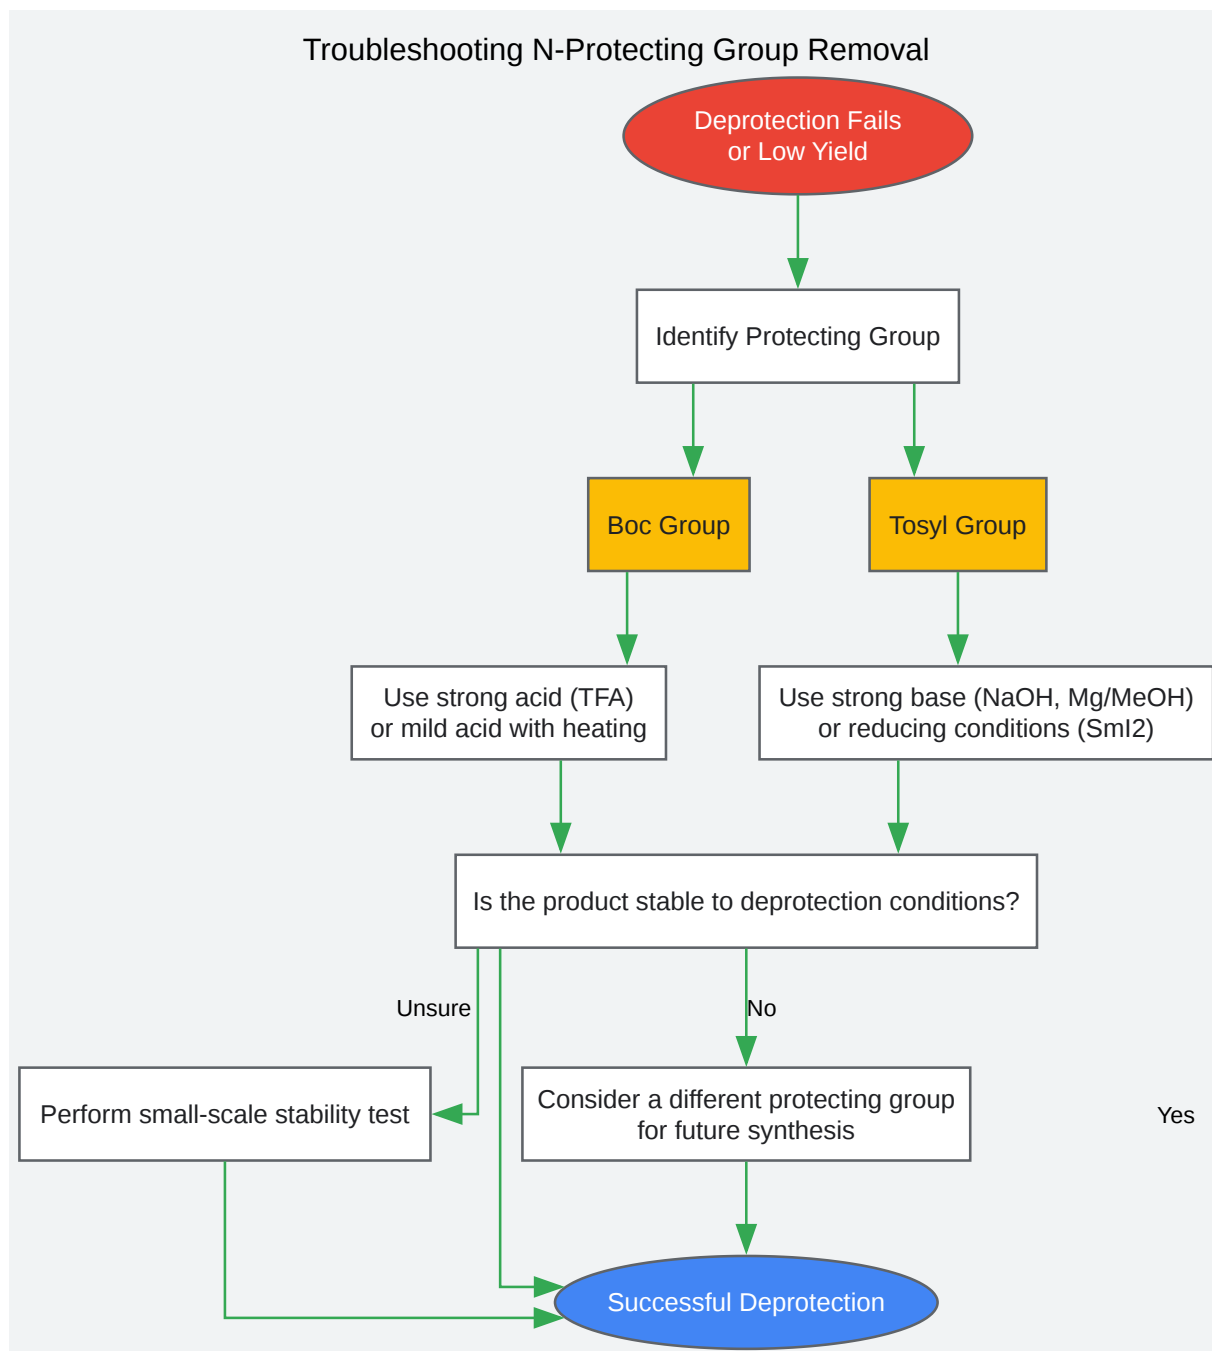 Troubleshooting N-Protecting Group Removal
Deprotection Fails
or Low Yield
Identify Protecting Group
Boc Group
Tosyl Group
Use strong acid (TFA)
or mild acid with heating
Use strong base (NaOH, Mg/MeOH)
or reducing conditions (SmI2)
Is the product stable to deprotection conditions?
Unsure
No
Perform small-scale stability test
Consider a different protecting group
for future synthesis
Yes
Successful Deprotection